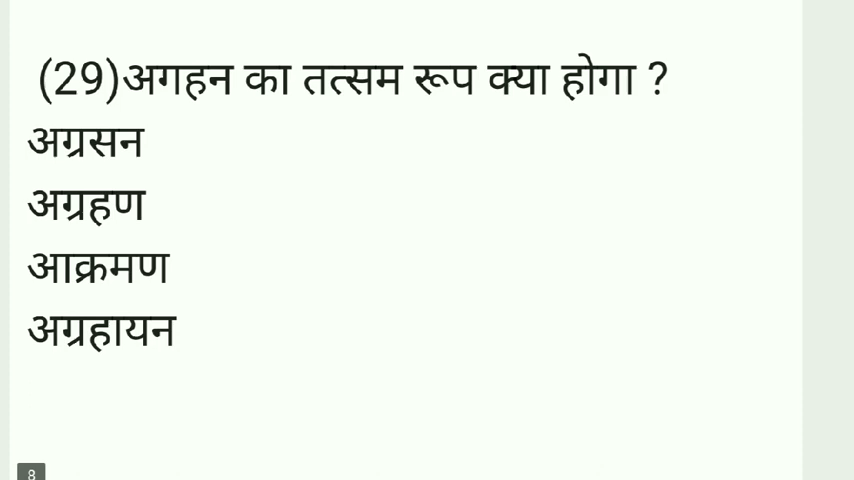 (29)अगहन का तत्सम रूप क्या होगा ?
अग्रसन
अग्रहण
आक्रमण
अग्रहायन
8